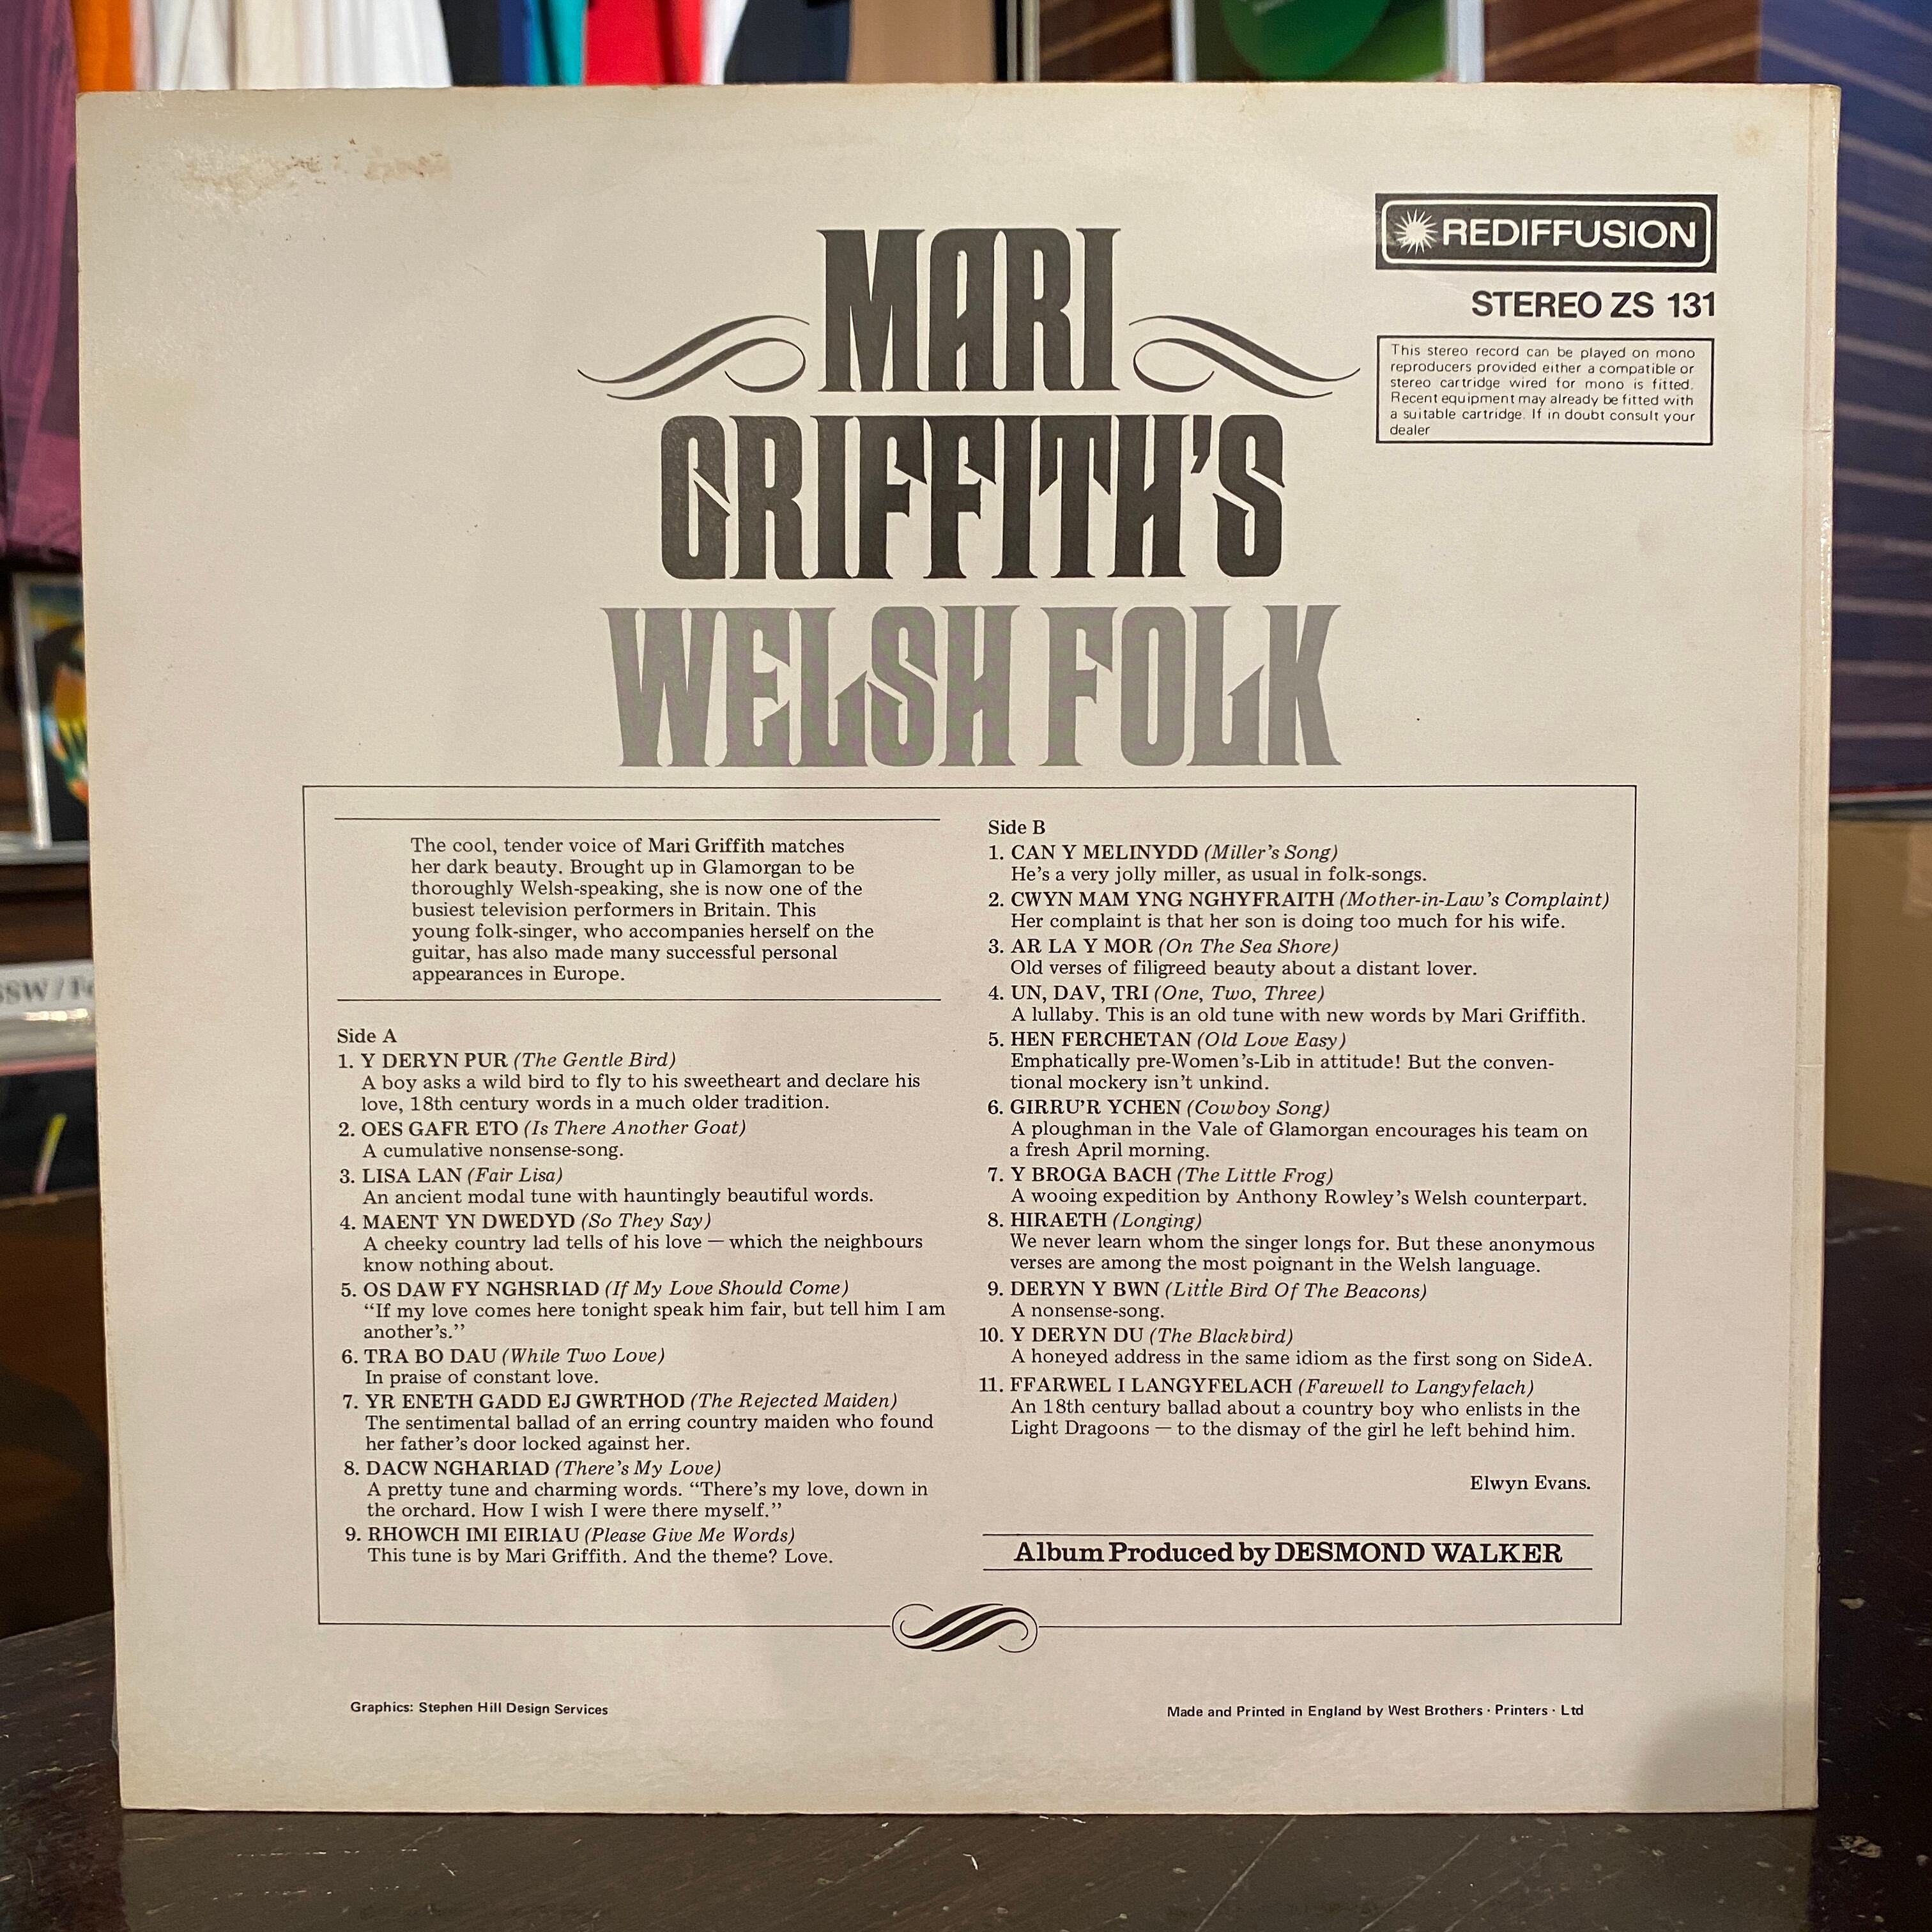 MARI
GRIFFITH'S
WELSH FOLK
REDIFFUSION
STEREO ZS 131
This stereo record can be played on mono
reproducers provided either a compatible or
stereo cartridge wired for mono is fitted.
Recent equipment may already be fitted with
a suitable cartridge. If in doubt consult your
dealer
The cool, tender voice of Mari Griffith matches
her dark beauty. Brought up in Glamorgan to be
thoroughly Welsh-speaking, she is now one of the
busiest television performers in Britain. This
young folk-singer, who accompanies herself on the
guitar, has also made many successful personal
appearances in Europe.
Side A
1. Y DERYN PUR (The Gentle Bird)
A boy asks a wild bird to fly to his sweetheart and declare his
love, 18th century words in a much older tradition.
2. OES GAFR ETO (Is There Another Goat)
A cumulative nonsense-song.
3. LISA LAN (Fair Lisa)
An ancient modal tune with hauntingly beautiful words.
4. MAENT YN DWEDYD (So They Say)
A cheeky country lad tells of his love — which the neighbours
know nothing about.
5. OS DAW FY NGHSRIAD (If My Love Should Come)
“If my love comes here tonight speak him fair, but tell him I am
another’s.”
6. TRA BO DAU (While Two Love)
In praise of constant love.
7. YR ENETH GADD EJ GWRTHOD (The Rejected Maiden)
The sentimental ballad of an erring country maiden who found
her father’s door locked against her.
8. DACW NGHARIAD (There’s My Love)
A pretty tune and charming words. “There’s my love, down in
the orchard. How I wish I were there myself.”
9. RHOWCH IMI EIRIAU (Please Give Me Words)
This tune is by Mari Griffith. And the theme? Love.
Side B
1. CAN Y MELINYDD (Miller’s Song)
He’s a very jolly miller, as usual in folk-songs.
2. CWYN MAM YNG NGHYFRAITH (Mother-in-Law’s Complaint)
Her complaint is that her son is doing too much for his wife.
3. AR LA Y MOR (On The Sea Shore)
Old verses of filigreed beauty about a distant lover.
4. UN, DAV, TRI (One, Two, Three)
A lullaby. This is an old tune with new words by Mari Griffith.
5. HEN FERCHETAN (Old Love Easy)
Emphatically pre-Women’s-Lib in attitude! But the conven-
tional mockery isn’t unkind.
6. GIRRU’R YCHEN (Cowboy Song)
A ploughman in the Vale of Glamorgan encourages his team on
a fresh April morning.
7. Y BROGA BACH (The Little Frog)
A wooing expedition by Anthony Rowley’s Welsh counterpart.
8. HIRAETH (Longing)
We never learn whom the singer longs for. But these anonymous
verses are among the most poignant in the Welsh language.
9. DERYN Y BWN (Little Bird Of The Beacons)
A nonsense-song.
10. Y DERYN DU (The Blackbird)
A honeyed address in the same idiom as the first song on Side A.
11. FFARWEL I LANGYFELACH (Farewell to Langyfelach)
An 18th century ballad about a country boy who enlists in the
Light Dragoons — to the dismay of the girl he left behind him.
Elwyn Evans.
Album Produced by DESMOND WALKER
Graphics: Stephen Hill Design Services
Made and Printed in England by West Brothers · Printers · Ltd